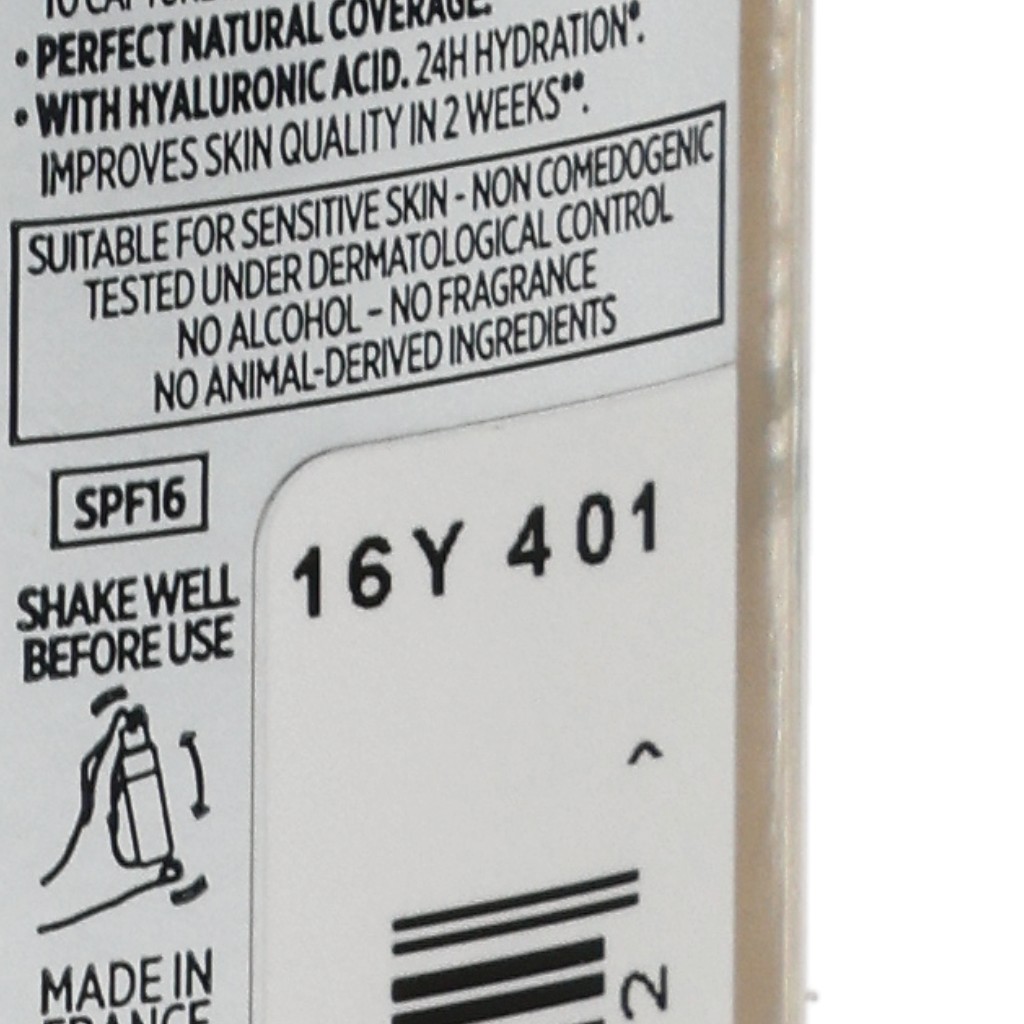 • PERFECT NATURAL COVERAGE.
• WITH HYALURONIC ACID. 24H HYDRATION*.
IMPROVES SKIN QUALITY IN 2 WEEKS**.
SUITABLE FOR SENSITIVE SKIN - NON COMEDOGENIC
TESTED UNDER DERMATOLOGICAL CONTROL
NO ALCOHOL – NO FRAGRANCE
NO ANIMAL-DERIVED INGREDIENTS
SPF16
16Y 401
SHAKE WELL
BEFORE USE
^
2
MADE IN
FRANCE